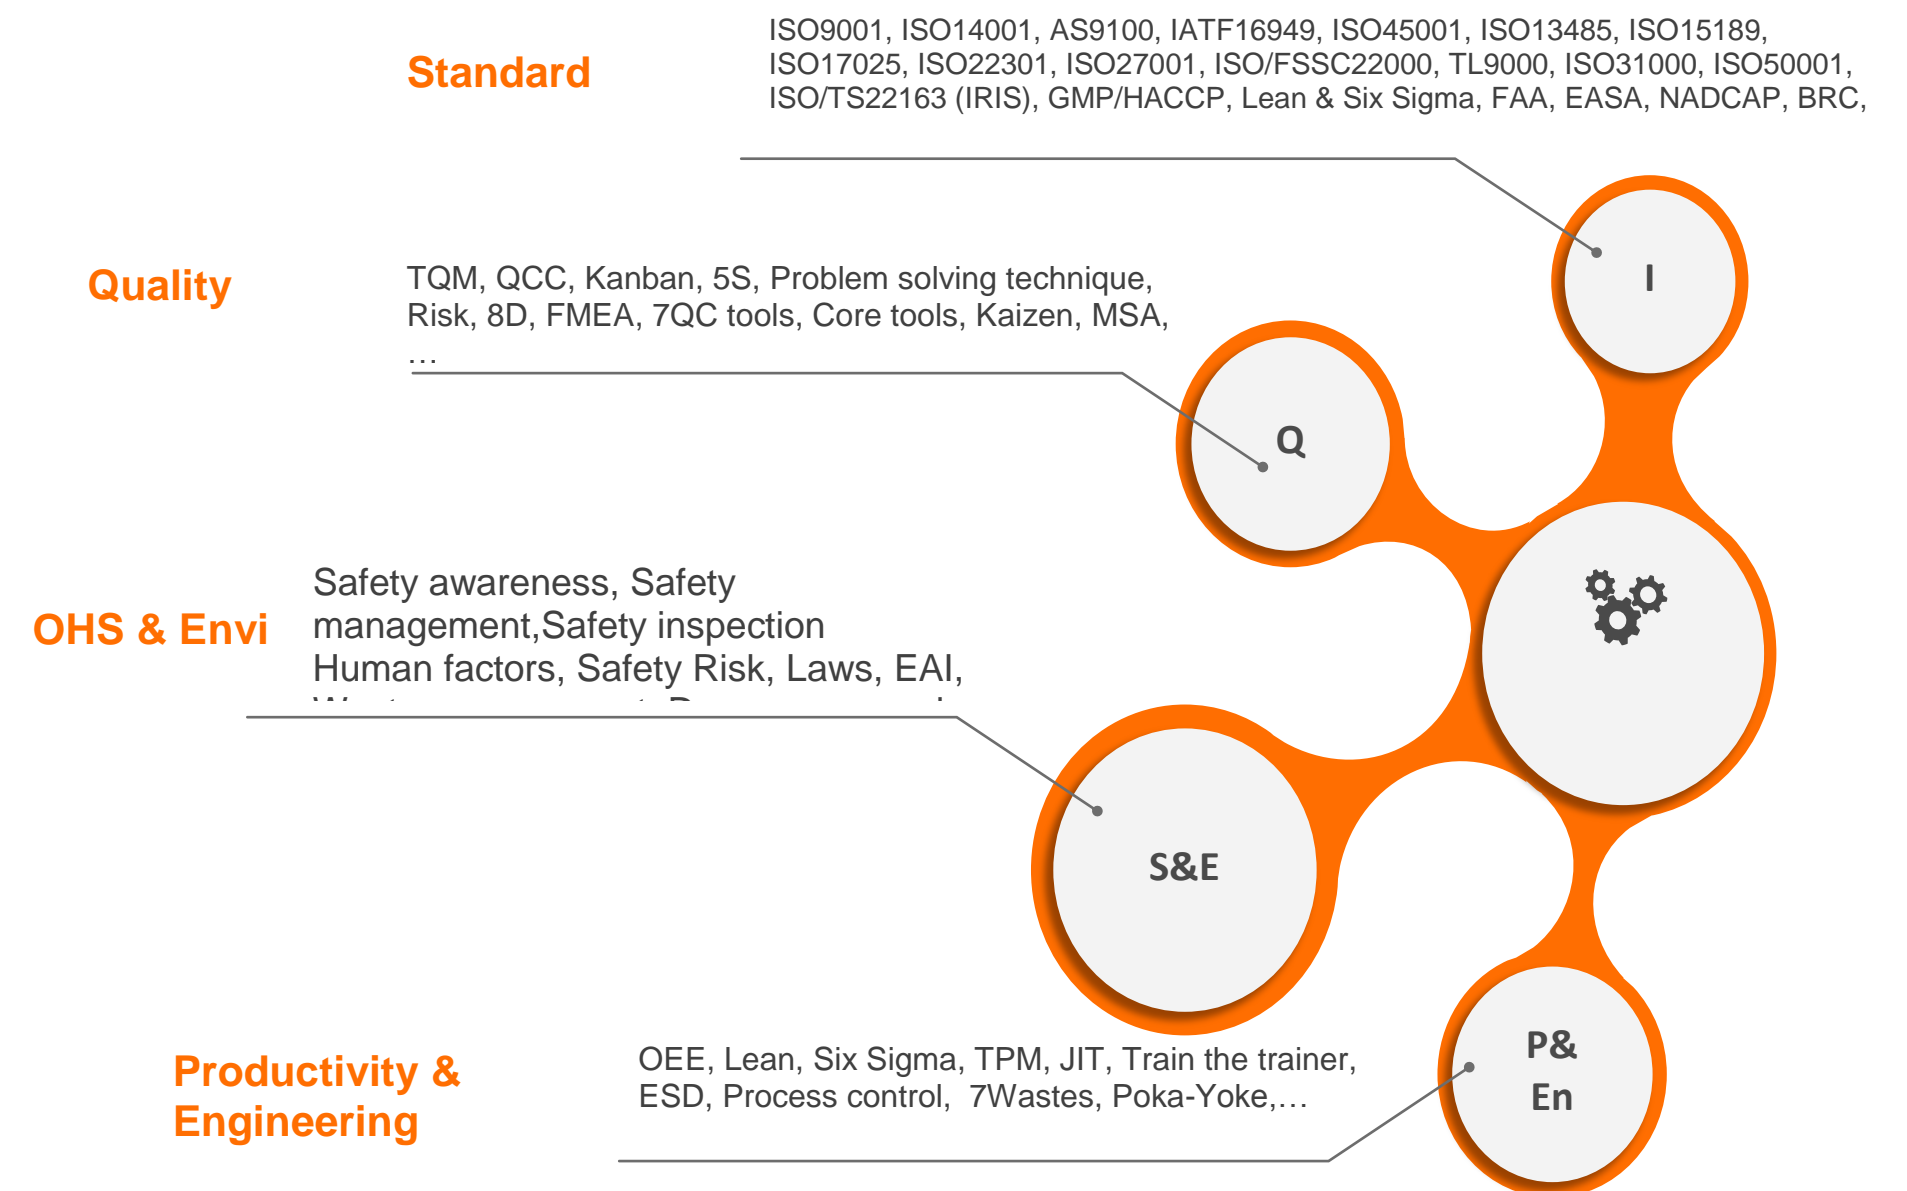 Standard
ISO9001, ISO14001, AS9100, IATF16949, ISO45001, ISO13485, ISO15189,
ISO17025, ISO22301, ISO27001, ISO/FSSC22000, TL9000, ISO31000, ISO50001,
ISO/TS22163 (IRIS), GMP/HACCP, Lean & Six Sigma, FAA, EASA, NADCAP, BRC,
I
Quality
TQM, QCC, Kanban, 5S, Problem solving technique,
Risk, 8D, FMEA, 7QC tools, Core tools, Kaizen, MSA,
…
Q
OHS & Envi
Safety awareness, Safety
management,Safety inspection
Human factors, Safety Risk, Laws, EAI,
S&E
Productivity &
Engineering
OEE, Lean, Six Sigma, TPM, JIT, Train the trainer,
ESD, Process control,  7Wastes, Poka-Yoke,…
P&
En